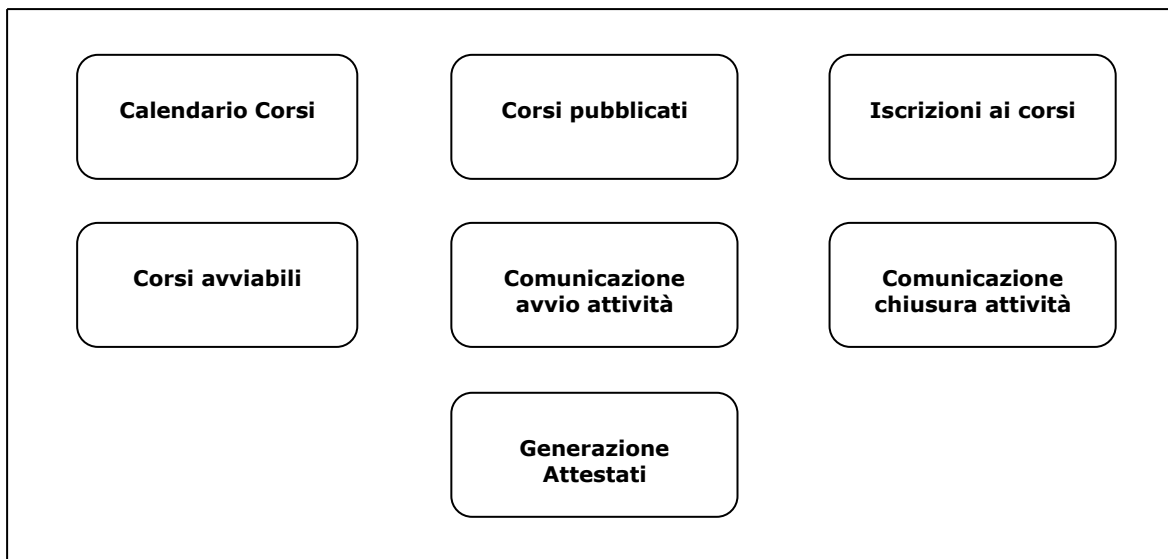 Calendario Corsi
Corsi pubblicati
Iscrizioni ai corsi
Corsi avviabili
Comunicazione
avvio attività
Comunicazione
chiusura attività
Generazione
Attestati